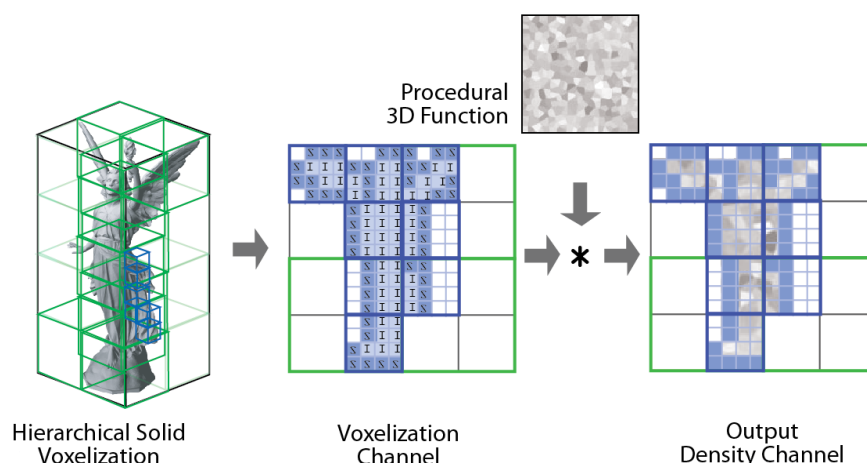 Procedural
3D Function
*
Hierarchical Solid
Voxelization
Voxelization
Channel
Output
Density Channel